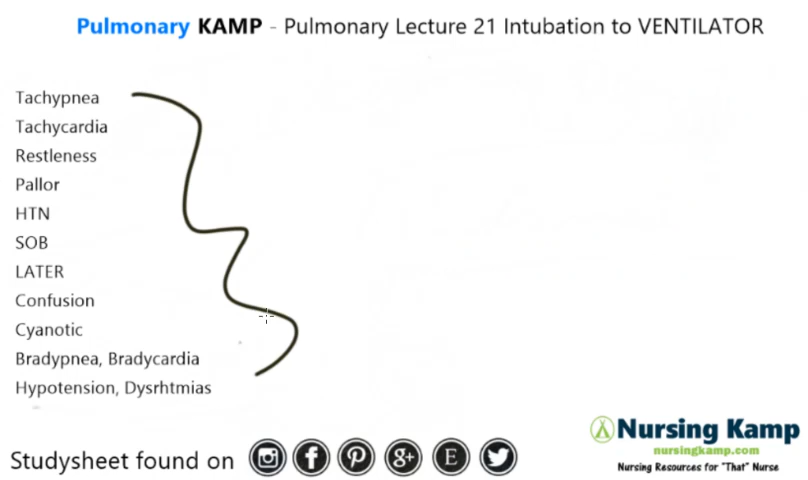 Pulmonary KAMP - Pulmonary Lecture 21 Intubation to VENTILATOR
Tachypnea
Tachycardia
Restleness
Pallor
HTN
SOB
LATER
Confusion
Cyanotic
Bradypnea, Bradycardia
Hypotension, Dysrhtmias
Studysheet found on
Nursing Kamp
nursingkamp.com
Nursing Resources for "That" Nurse